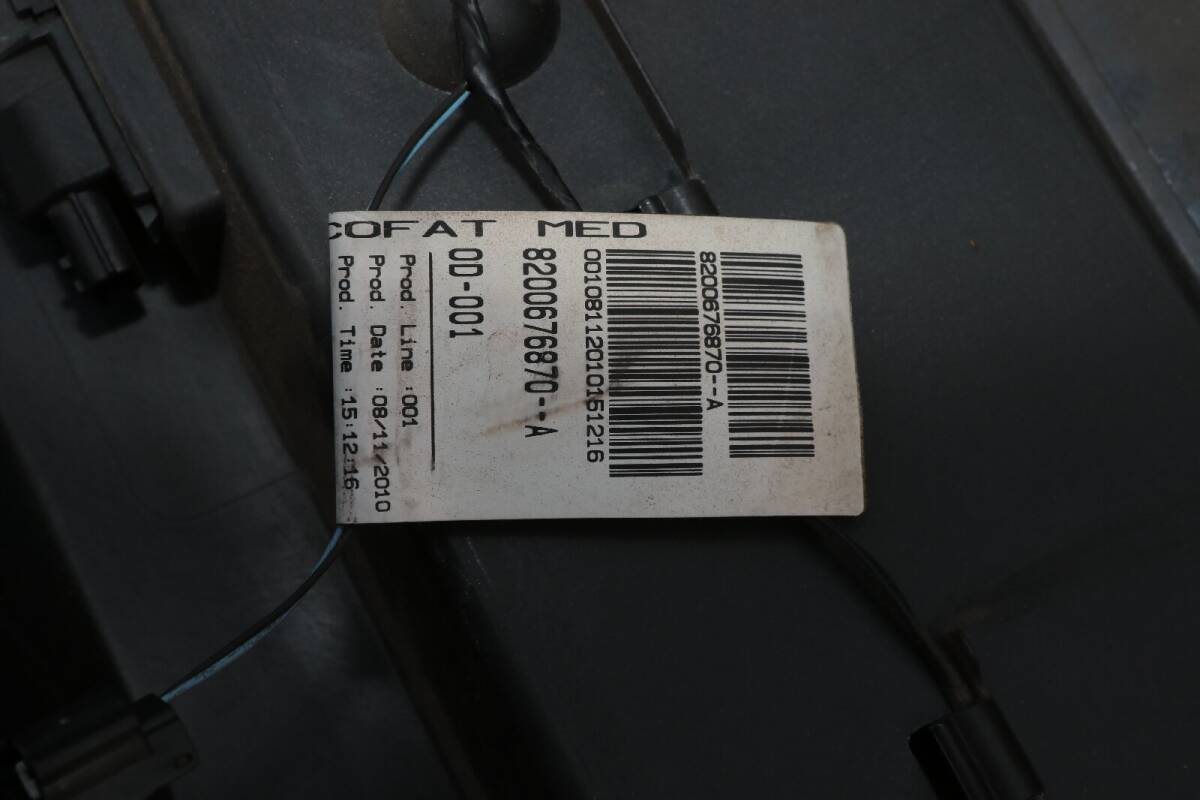 COFAT MED
8200676870--A
00108112010151216
8200676870--A
0D-001
Prod. Line :001
Prod. Date :08/11/2010
Prod. Time :15:12:16